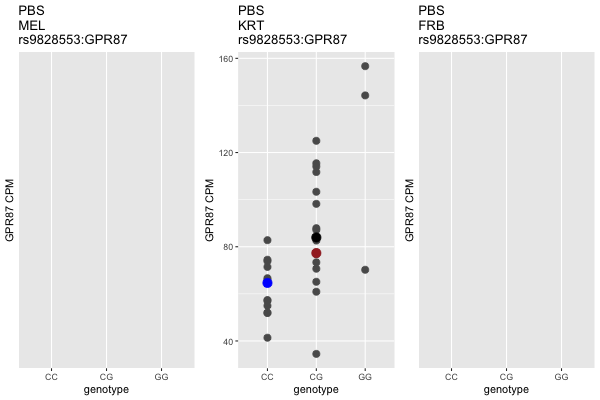 PBS
MEL
rs9828553:GPR87
GPR87 CPM
CC CG GG
genotype
PBS
KRT
rs9828553:GPR87
GPR87 CPM
160
120
80
40
CC CG GG
genotype
PBS
FRB
rs9828553:GPR87
GPR87 CPM
CC CG GG
genotype